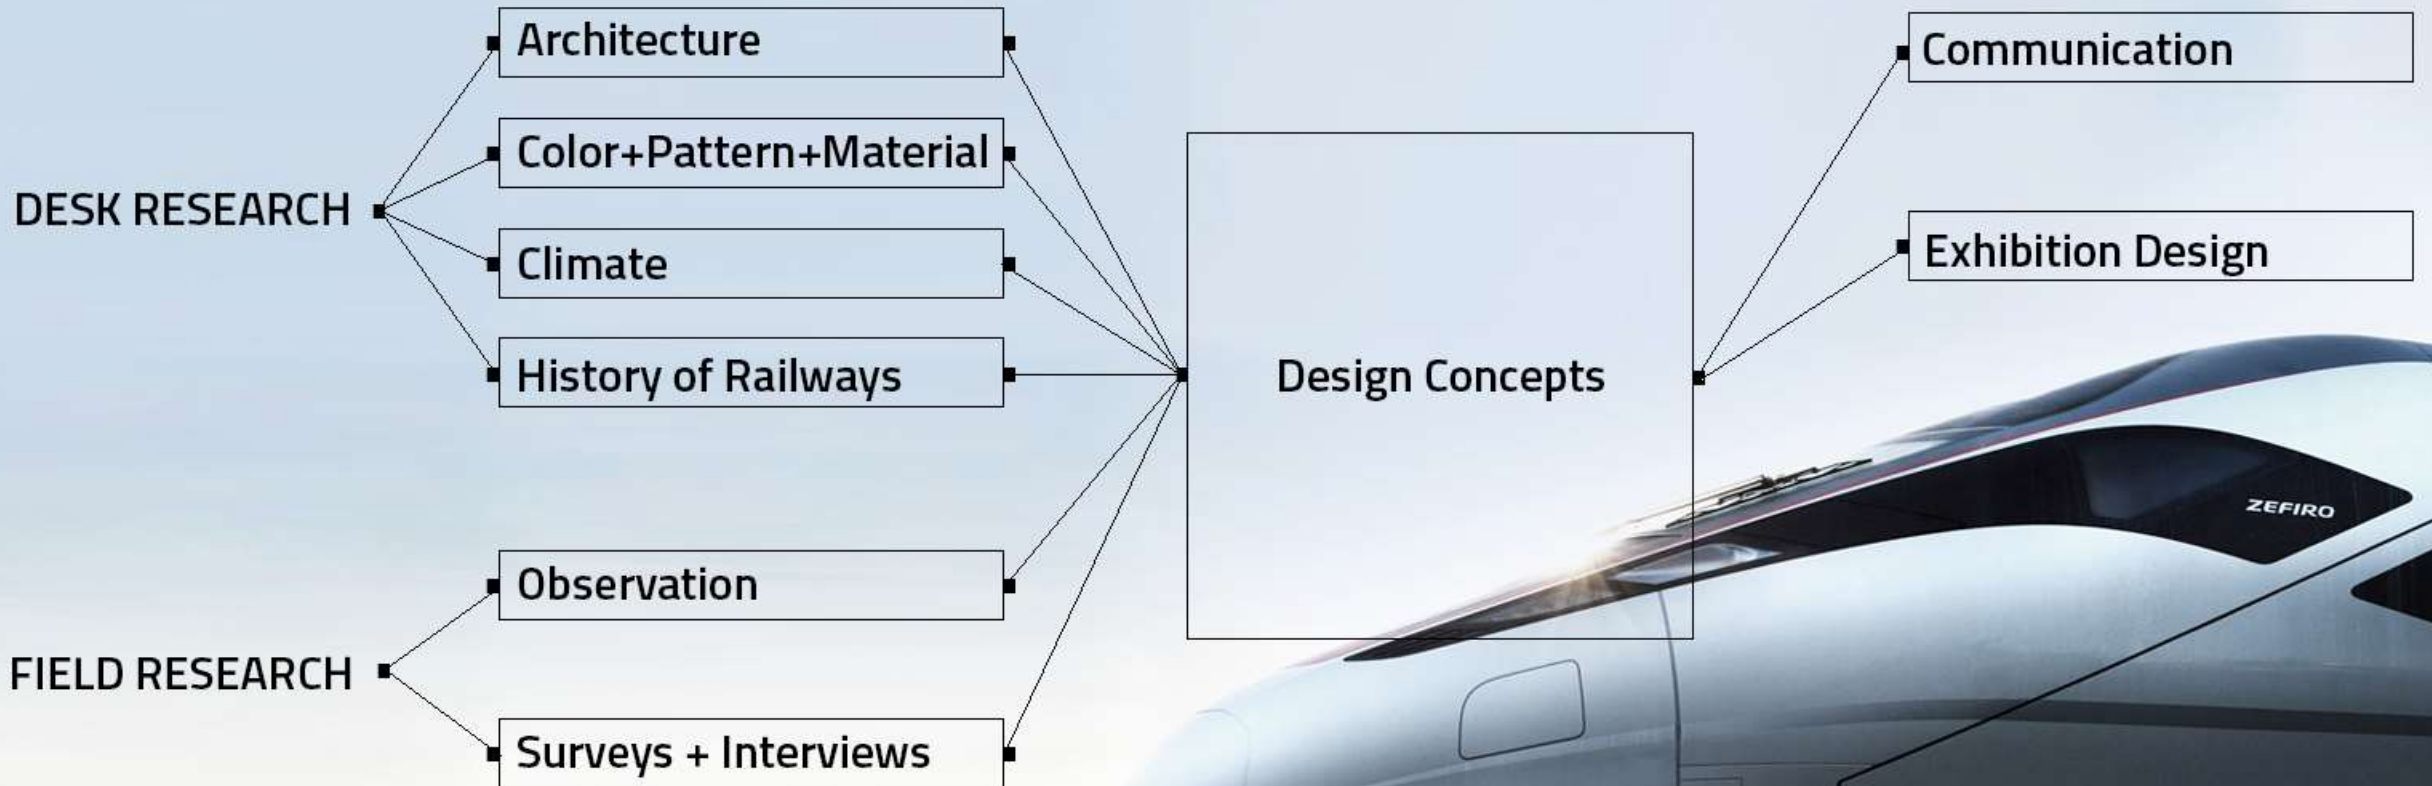 DESK RESEARCH
Architecture
Color+Pattern+Material
Climate
History of Railways
FIELD RESEARCH
Observation
Surveys + Interviews
Design Concepts
Communication
Exhibition Design
ZEFIRO